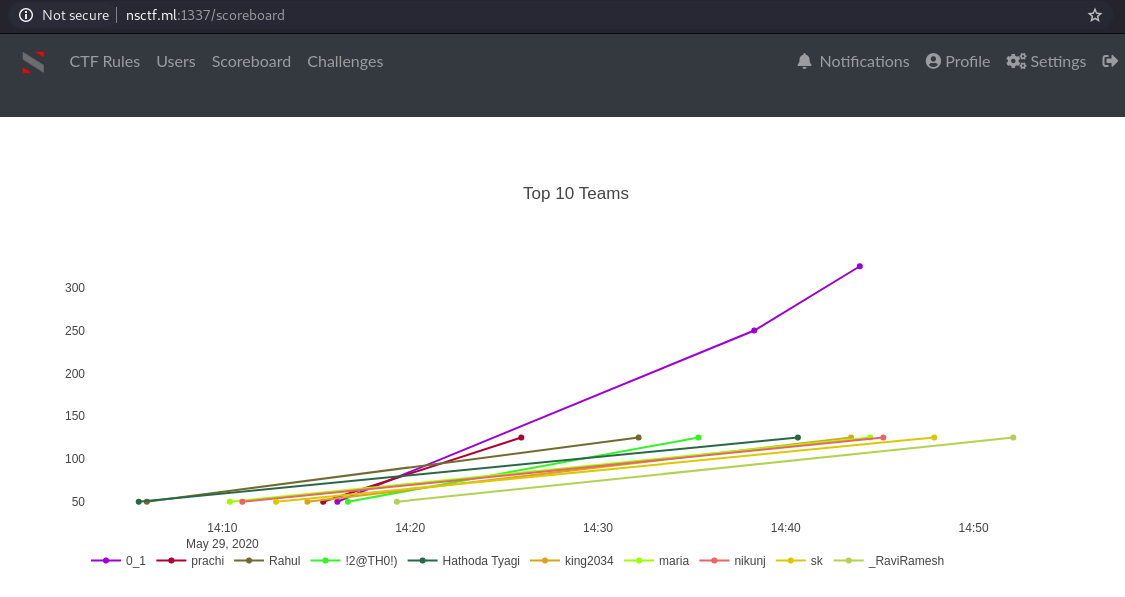 Not secure nsctf.ml:1337/scoreboard
CTF Rules Users Scoreboard Challenges Notifications Profile Settings
Top 10 Teams
300
250
200
150
100
50
14:10 14:20 14:30 14:40 14:50
May 29, 2020
0_1 prachi Rahul !2@TH0!) Hathoda Tyagi king2034 maria nikunj sk _RaviRamesh